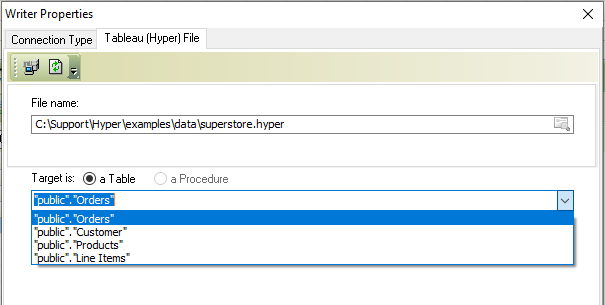 Writer Properties
Connection Type
Tableau (Hyper) File
File name:
C:\Support\Hyper\examples\data\superstore.hyper
Target is: a Table a Procedure
"public"."Orders"
"public"."Orders"
"public"."Customer"
"public"."Products"
"public"."Line Items"